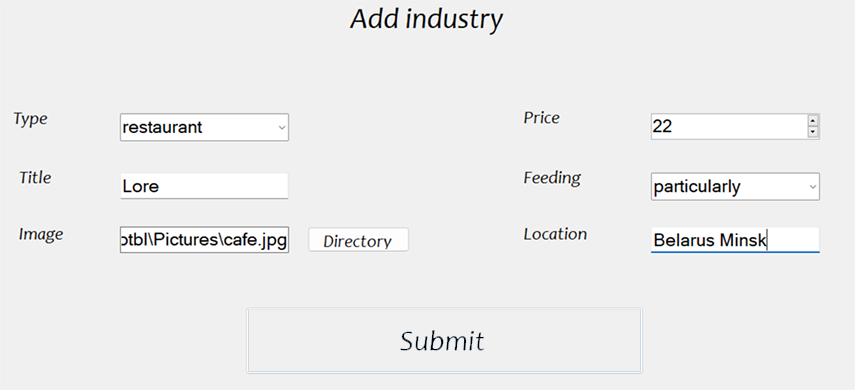 Add industry
Type
restaurant
Price
22
Title
Lore
Feeding
particularly
Image
otbl\Pictures\cafe.jpg
Directory
Location
Belarus Minsk
Submit